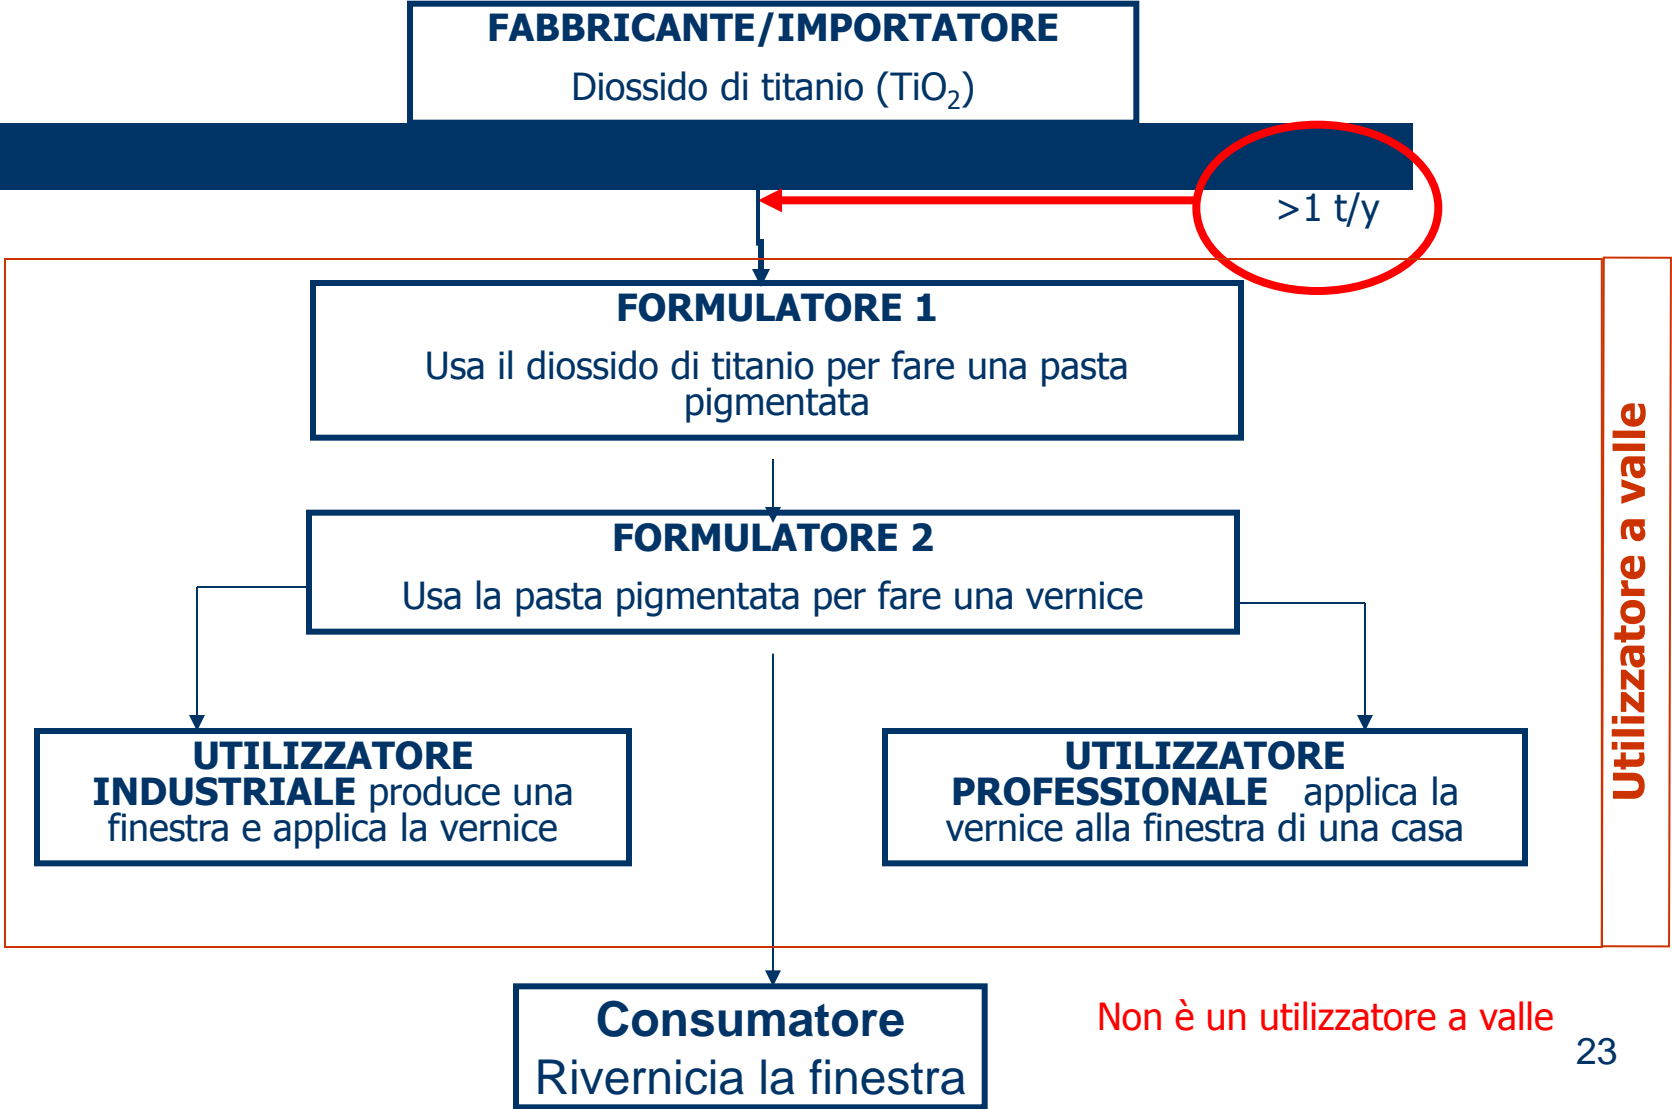 FABBRICANTE/IMPORTATORE
Diossido di titanio (TiO₂)
>1 t/y
FORMULATORE 1
Usa il diossido di titanio per fare una pasta
pigmentata
FORMULATORE 2
Usa la pasta pigmentata per fare una vernice
UTILIZZATORE
INDUSTRIALE produce una
finestra e applica la vernice
UTILIZZATORE
PROFESSIONALE applica la
vernice alla finestra di una casa
Utilizzatore a valle
Consumatore
Rivernicia la finestra
Non è un utilizzatore a valle
23